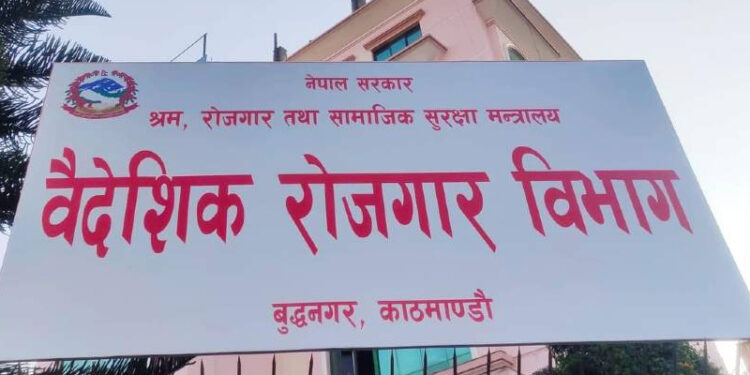 नेपाल सरकार
श्रम, रोजगार तथा सामाजिक सुरक्षा मन्त्रालय
वैदेशिक रोजगार विभाग
बुद्धनगर, काठमाण्डौ